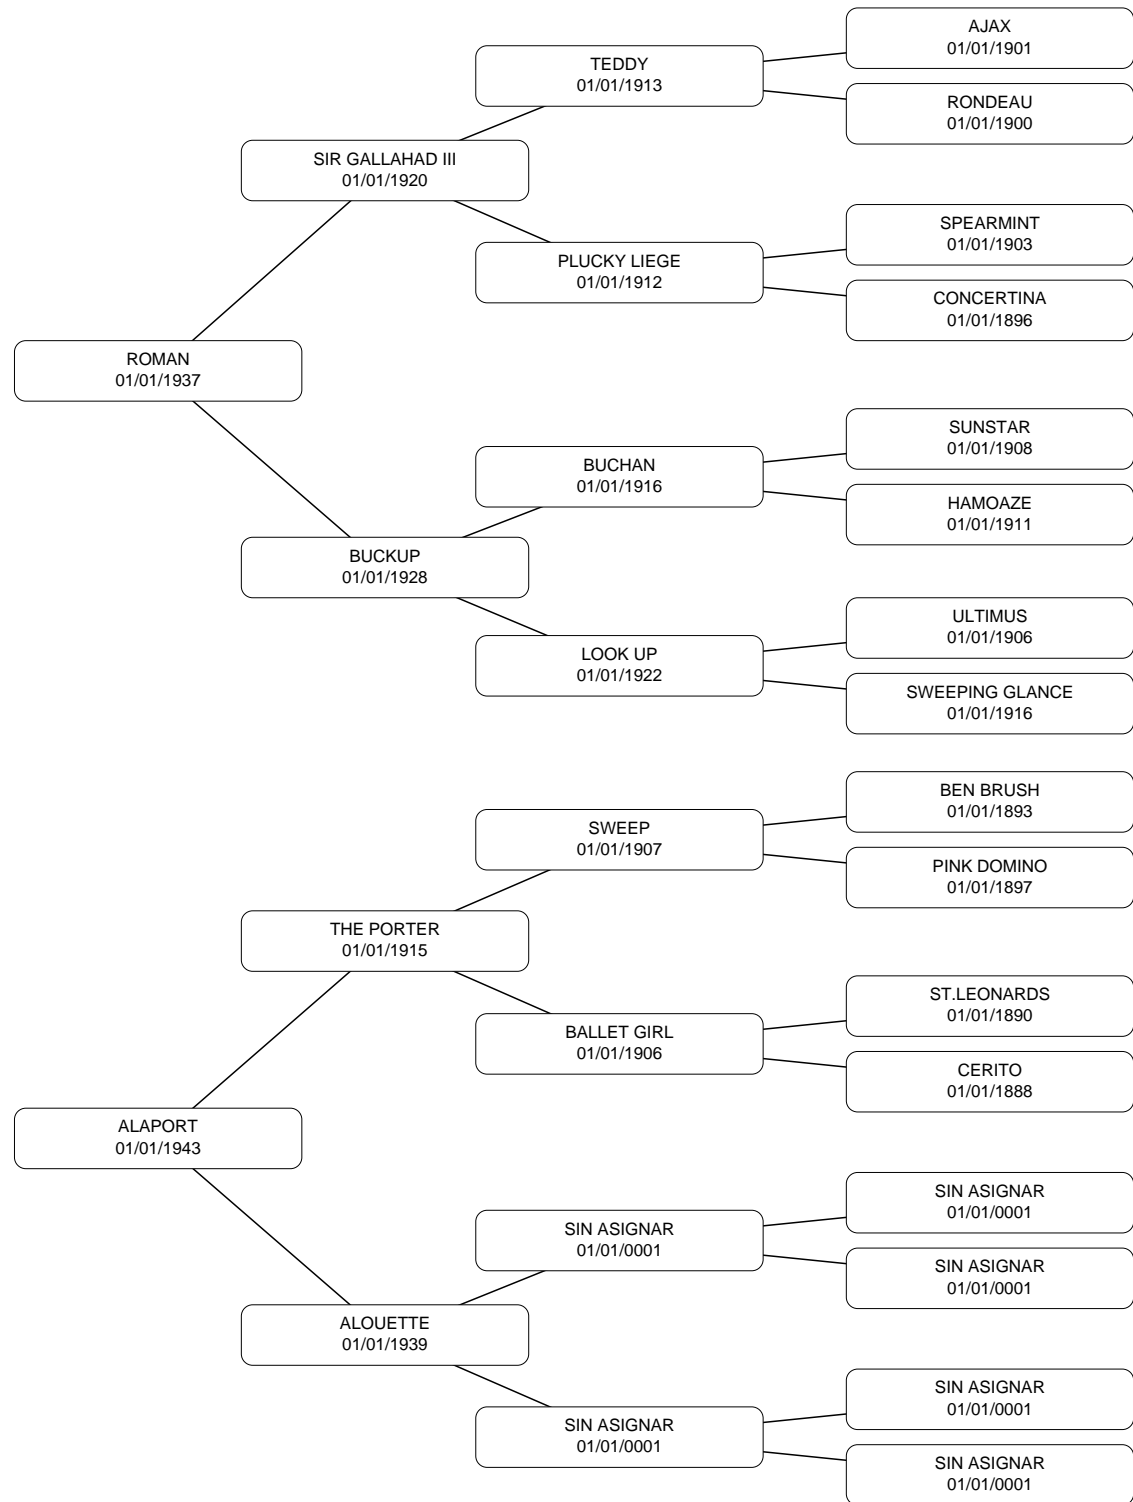 AJAX
01/01/1901
TEDDY
01/01/1913
RONDEAU
01/01/1900
SIR GALLAHAD III
01/01/1920
SPEARMINT
01/01/1903
PLUCKY LIEGE
01/01/1912
CONCERTINA
01/01/1896
ROMAN
01/01/1937
SUNSTAR
01/01/1908
BUCHAN
01/01/1916
HAMOAZE
01/01/1911
BUCKUP
01/01/1928
ULTIMUS
01/01/1906
LOOK UP
01/01/1922
SWEEPING GLANCE
01/01/1916
BEN BRUSH
01/01/1893
SWEEP
01/01/1907
PINK DOMINO
01/01/1897
THE PORTER
01/01/1915
ST.LEONARDS
01/01/1890
BALLET GIRL
01/01/1906
CERITO
01/01/1888
ALAPORT
01/01/1943
SIN ASIGNAR
01/01/0001
SIN ASIGNAR
01/01/0001
SIN ASIGNAR
01/01/0001
ALOUETTE
01/01/1939
SIN ASIGNAR
01/01/0001
SIN ASIGNAR
01/01/0001
SIN ASIGNAR
01/01/0001